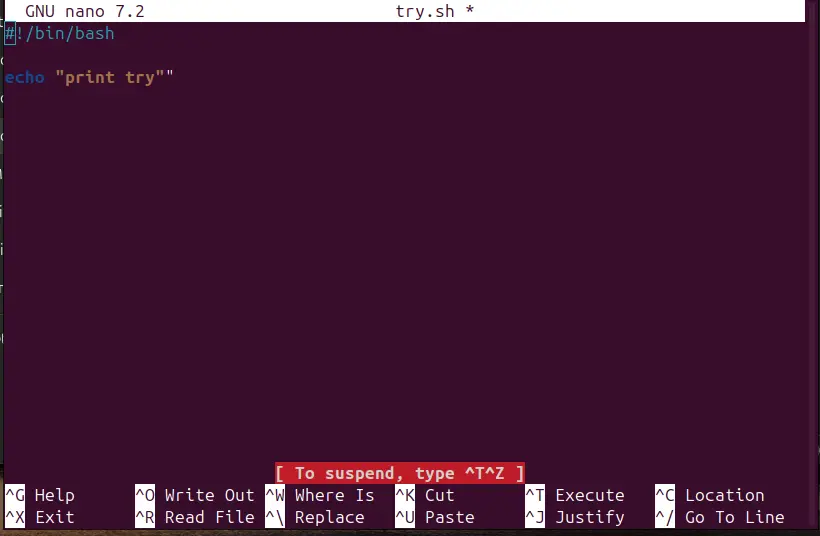 GNU nano 7.2 try.sh *
#!/bin/bash
echo "print try""
[ To suspend, type ^T^Z ]
^G Help ^O Write Out ^W Where Is ^K Cut ^T Execute ^C Location
^X Exit ^R Read File ^\ Replace ^U Paste ^J Justify ^/ Go To Line